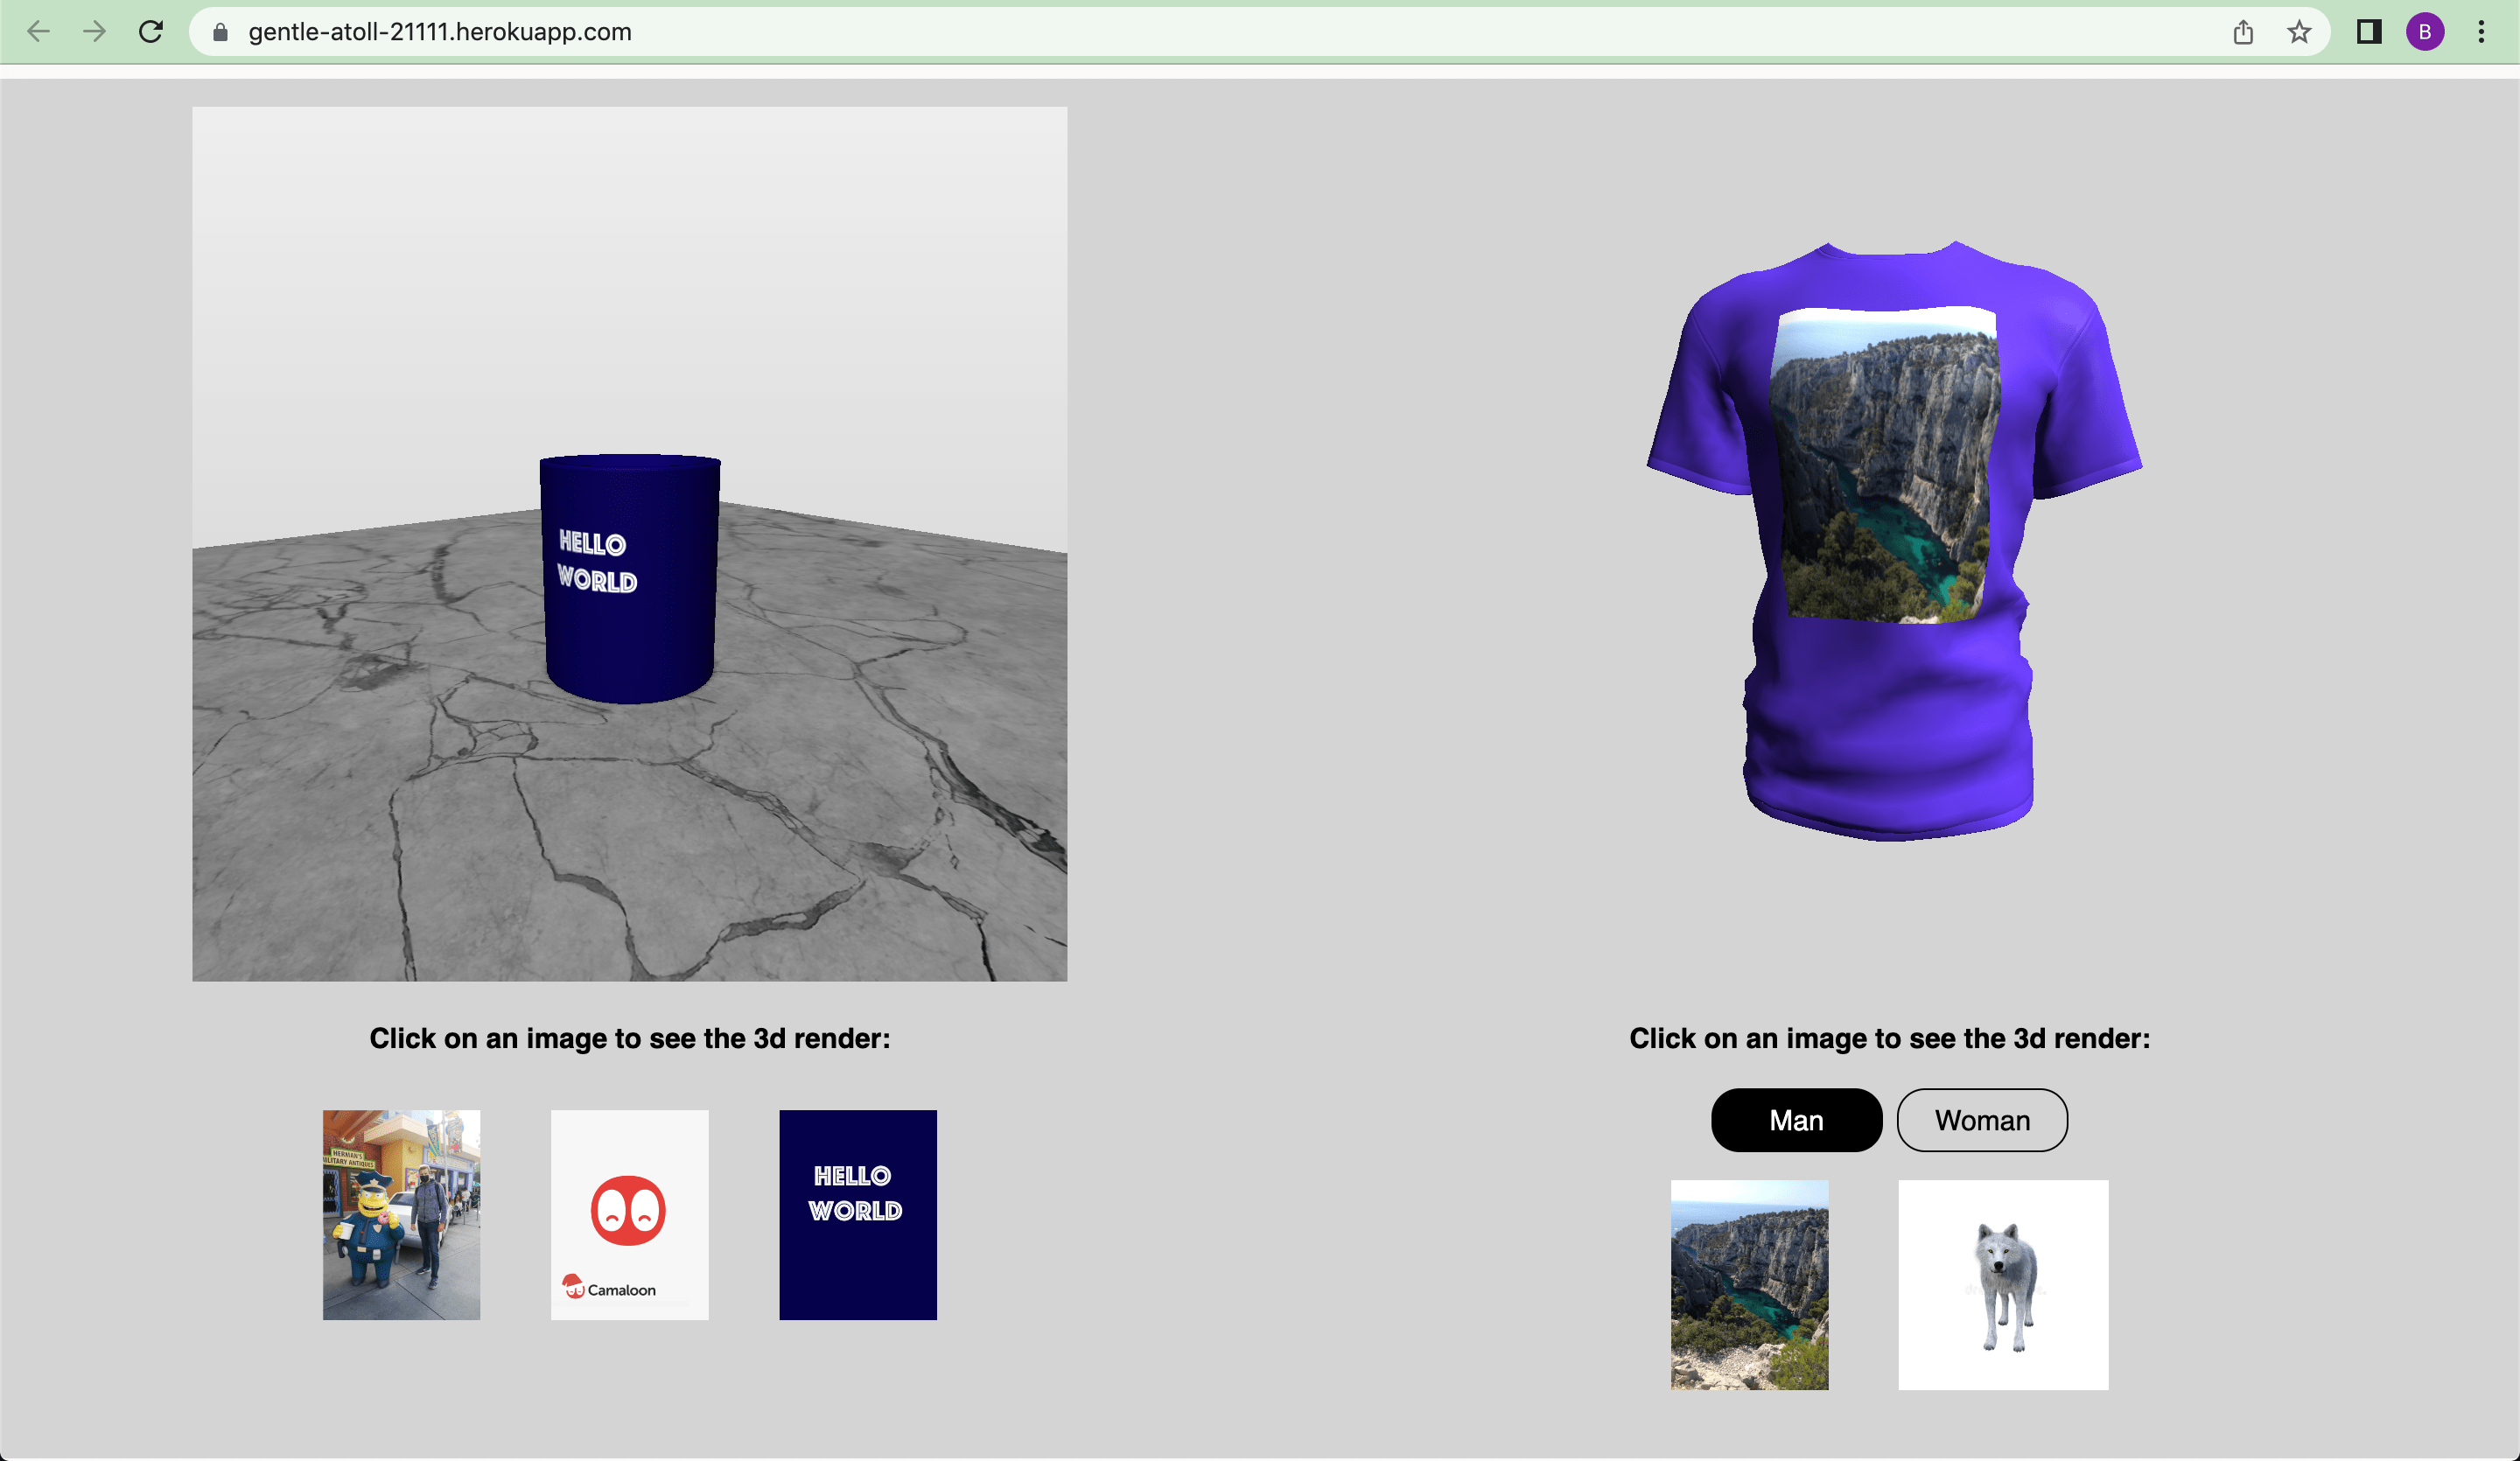 gentle-atoll-21111.herokuapp.com
B
HELLO
WORLD
Click on an image to see the 3d render:
HERMAN'S
MILITARY ANTIQUES
Camaloon
HELLO
WORLD
Click on an image to see the 3d render:
Man
Woman